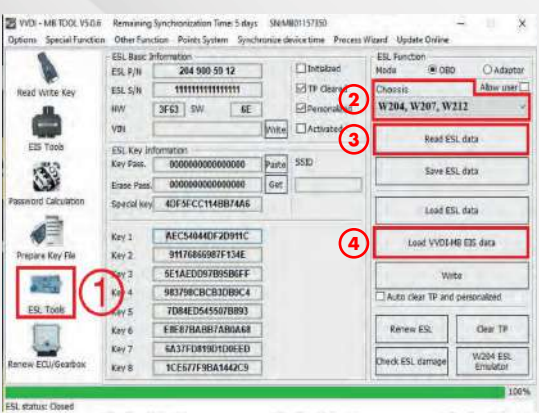 VVDI - MB TOOL V5.0.6 Remaining Synchronization Time: 5 days SN:MB01157350
Options Special Function Other Function Points System Synchronize device time Process Wizard Update Online
Read Write Key
EIS Tools
Password Calculation
Prepare Key File
ESL Tools
Renew ECU/Gearbox
1
ESL Basic Information
ESL P/N 204 900 59 12 Initialized
ESL S/N 1111111111111111 TP Cleared
HW 3F63 SW 6E Personalized
VDI Write Activated
ESL Key Information
Key Pass. 0000000000000000 Paste SSID
Erase Pass. 0000000000000000 Get
Special key 4DF5FCC114BB74A6
Key 1 AEC54044DF2D911C
Key 2 91176866987F134E
Key 3 5E1AED097B95B6FF
Key 4 983798CBCB3DB9C4
Key 5 7D84ED545507B893
Key 6 E8E87BABB7AB0A68
Key 7 6A37FD819D1D0EED
Key 8 1CE677F9BA1442C9
ESL Function
Mode OBD Adaptor
Chassis Allow user
2
W204, W207, W212
3
Read ESL data
Save ESL data
Load ESL data
4
Load VVDI-MB EIS data
Write
Auto clear TP and personalized
Renew ESL Clear TP
Check ESL damage W204 ESL
Emulator
100%
ESL status: Closed